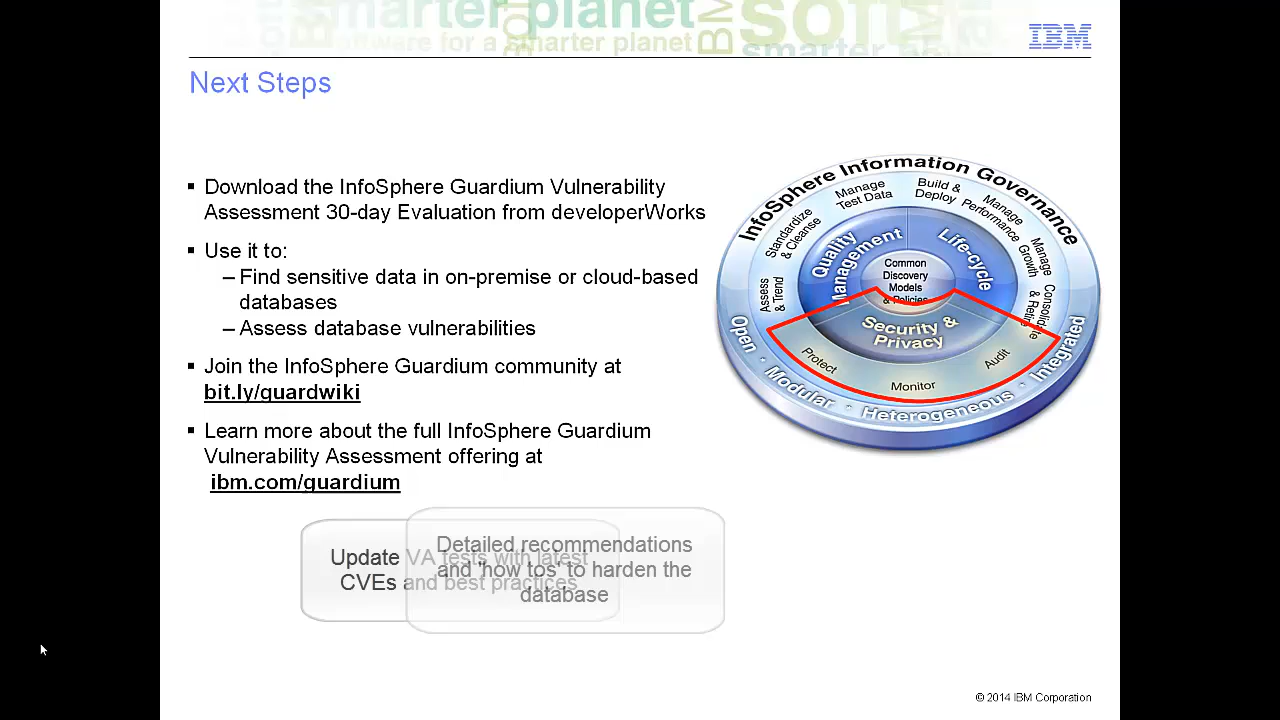 smarter planet
IBM
Next Steps
▪ Download the InfoSphere Guardium Vulnerability
Assessment 30-day Evaluation from developerWorks
▪ Use it to:
– Find sensitive data in on-premise or cloud-based
databases
– Assess database vulnerabilities
▪ Join the InfoSphere Guardium community at
bit.ly/guardwiki
▪ Learn more about the full InfoSphere Guardium
Vulnerability Assessment offering at
ibm.com/guardium
InfoSphere Information Governance
Assess
& Trend
Standardize
& Cleanse
Manage
Test Data
Build &
Deploy
Manage
Performance
Manage
Growth
Consolidate
& Retire
Quality
Management
Life-cycle
Common
Discovery
Models
& Policies
Security &
Privacy
Protect
Monitor
Audit
Open • Modular • Heterogeneous • Integrated
Update VA tests with latest
CVEs and best practices
Detailed recommendations
and 'how tos' to harden the
database
© 2014 IBM Corporation